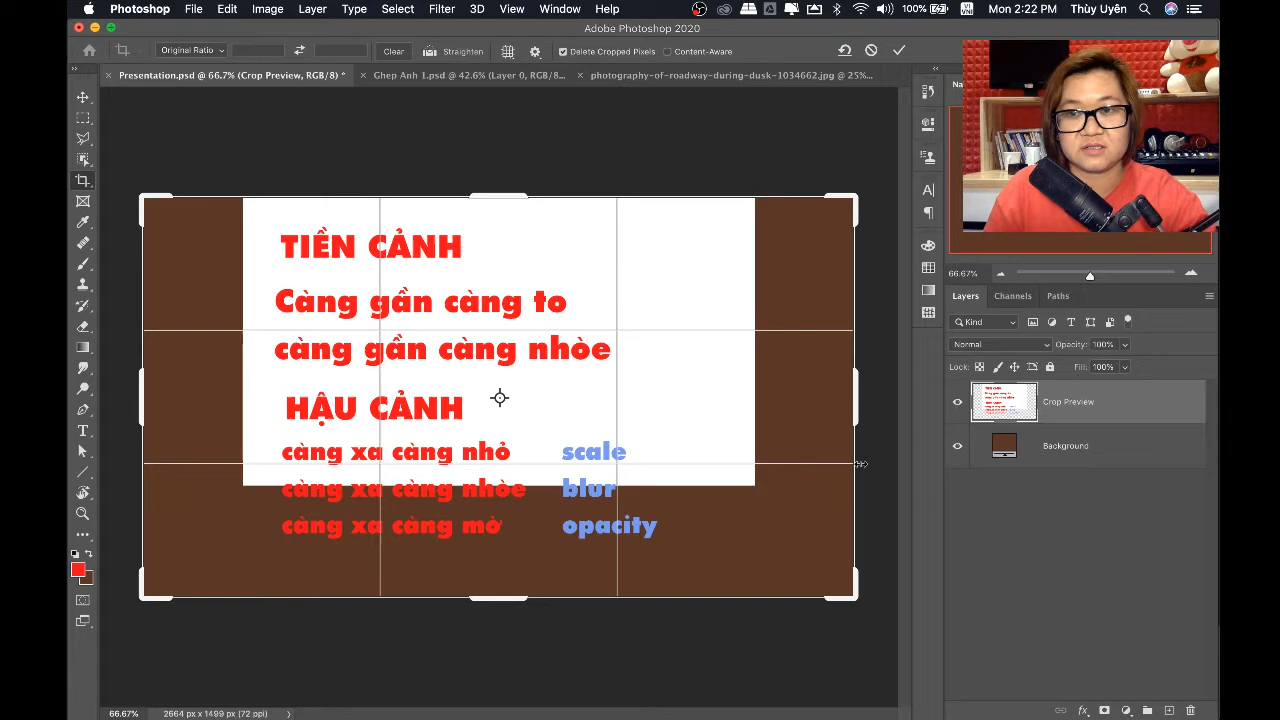 Photoshop File Edit Image Layer Type Select Filter 3D View Window Help 100% VI VNI Mon 2:22 PM Thùy Uyên
Adobe Photoshop 2020
Original Ratio Clear Straighten Delete Cropped Pixels Content-Aware
Presentation.psd @ 66.7% (Crop Preview, RGB/8) * Ghep Anh 1.psd @ 42.6% (Layer 0, RGB/8... photography-of-roadway-during-dusk-1034662.jpg @ 25%...
Na
TIỀN CẢNH
Càng gần càng to
càng gần càng nhòe
HẬU CẢNH
càng xa càng nhỏ scale
càng xa càng nhòe blur
càng xa càng mờ opacity
66.67%
Layers Channels Paths
Kind
Normal Opacity: 100%
Lock: Fill: 100%
Crop Preview
Background
66.67% 2664 px x 1499 px (72 ppi)